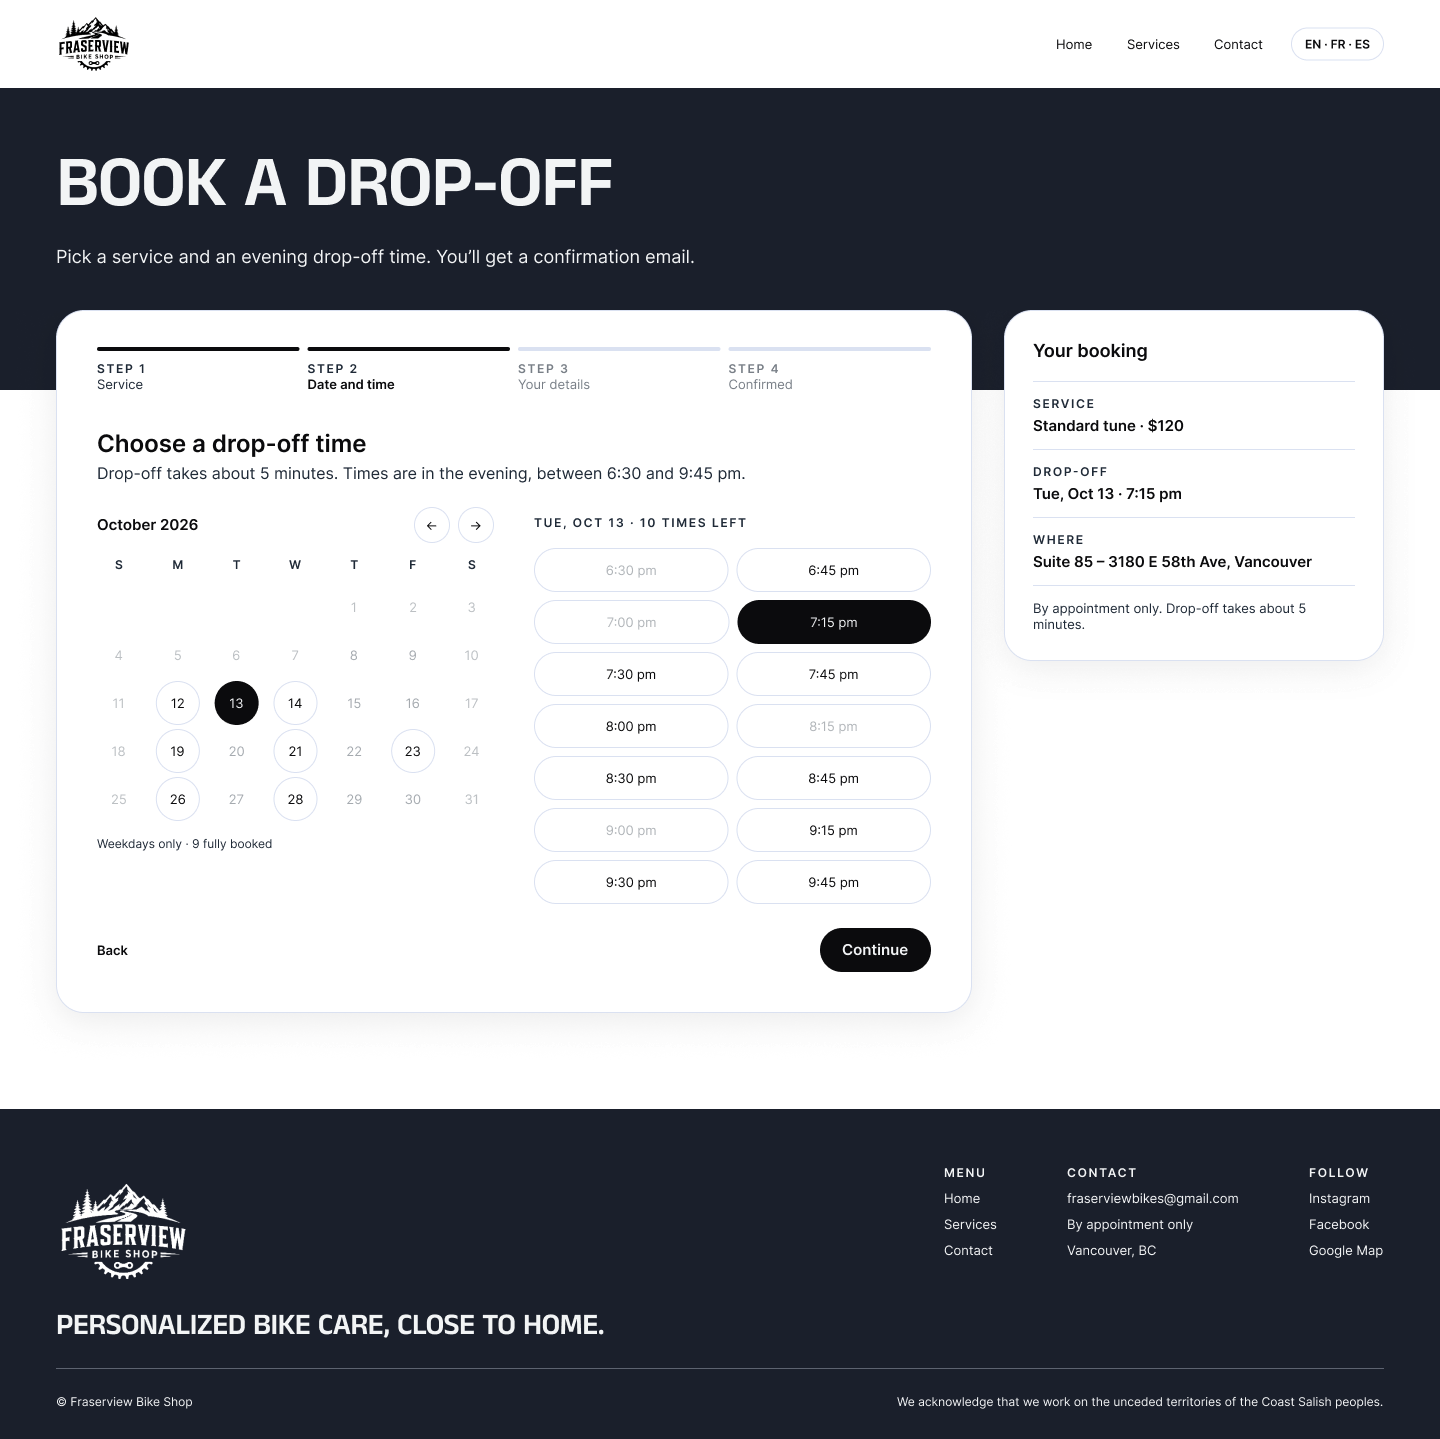 FRASERVIEW
BIKE SHOP
Home Services Contact EN · FR · ES
BOOK A DROP-OFF
Pick a service and an evening drop-off time. You’ll get a confirmation email.
STEP 1
Service
STEP 2
Date and time
STEP 3
Your details
STEP 4
Confirmed
Choose a drop-off time
Drop-off takes about 5 minutes. Times are in the evening, between 6:30 and 9:45 pm.
October 2026 ← →
S M T W T F S
1 2 3
4 5 6 7 8 9 10
11 12 13 14 15 16 17
18 19 20 21 22 23 24
25 26 27 28 29 30 31
Weekdays only · 9 fully booked
TUE, OCT 13 · 10 TIMES LEFT
6:30 pm 6:45 pm
7:00 pm 7:15 pm
7:30 pm 7:45 pm
8:00 pm 8:15 pm
8:30 pm 8:45 pm
9:00 pm 9:15 pm
9:30 pm 9:45 pm
Back Continue
Your booking
SERVICE
Standard tune · $120
DROP-OFF
Tue, Oct 13 · 7:15 pm
WHERE
Suite 85 – 3180 E 58th Ave, Vancouver
By appointment only. Drop-off takes about 5
minutes.
FRASERVIEW
BIKE SHOP
PERSONALIZED BIKE CARE, CLOSE TO HOME.
MENU
Home
Services
Contact
CONTACT
fraserviewbikes@gmail.com
By appointment only
Vancouver, BC
FOLLOW
Instagram
Facebook
Google Map
© Fraserview Bike Shop
We acknowledge that we work on the unceded territories of the Coast Salish peoples.